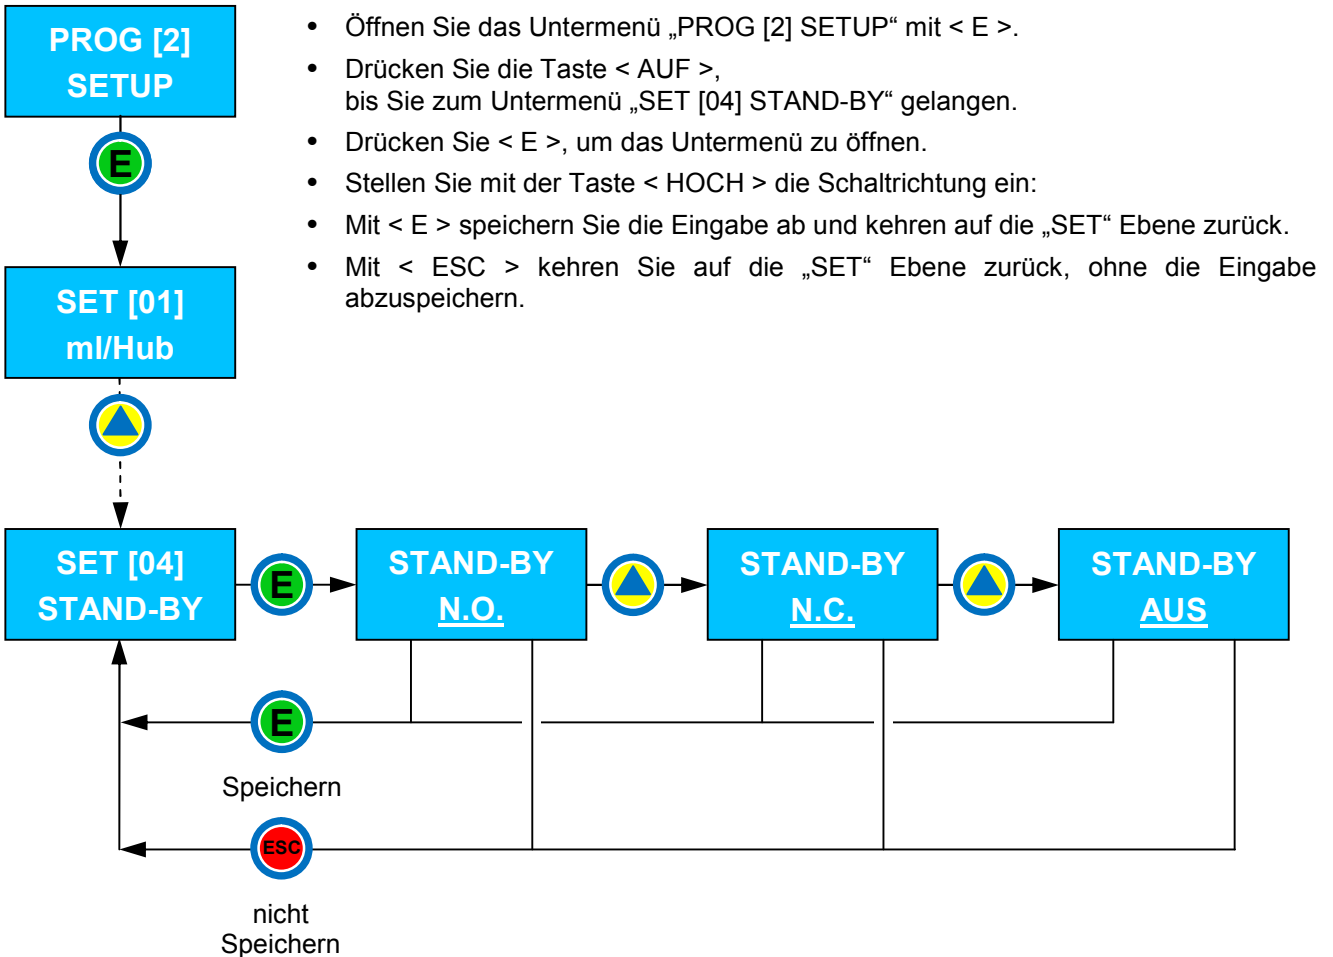 PROG [2]
SETUP
• Öffnen Sie das Untermenü „PROG [2] SETUP“ mit < E >.
• Drücken Sie die Taste < AUF >,
bis Sie zum Untermenü „SET [04] STAND-BY“ gelangen.
• Drücken Sie < E >, um das Untermenü zu öffnen.
• Stellen Sie mit der Taste < HOCH > die Schaltrichtung ein:
• Mit < E > speichern Sie die Eingabe ab und kehren auf die „SET“ Ebene zurück.
• Mit < ESC > kehren Sie auf die „SET“ Ebene zurück, ohne die Eingabe
abzuspeichern.
E
SET [01]
ml/Hub
SET [04]
STAND-BY
E
STAND-BY
N.O.
STAND-BY
N.C.
STAND-BY
AUS
E
Speichern
ESC
nicht
Speichern